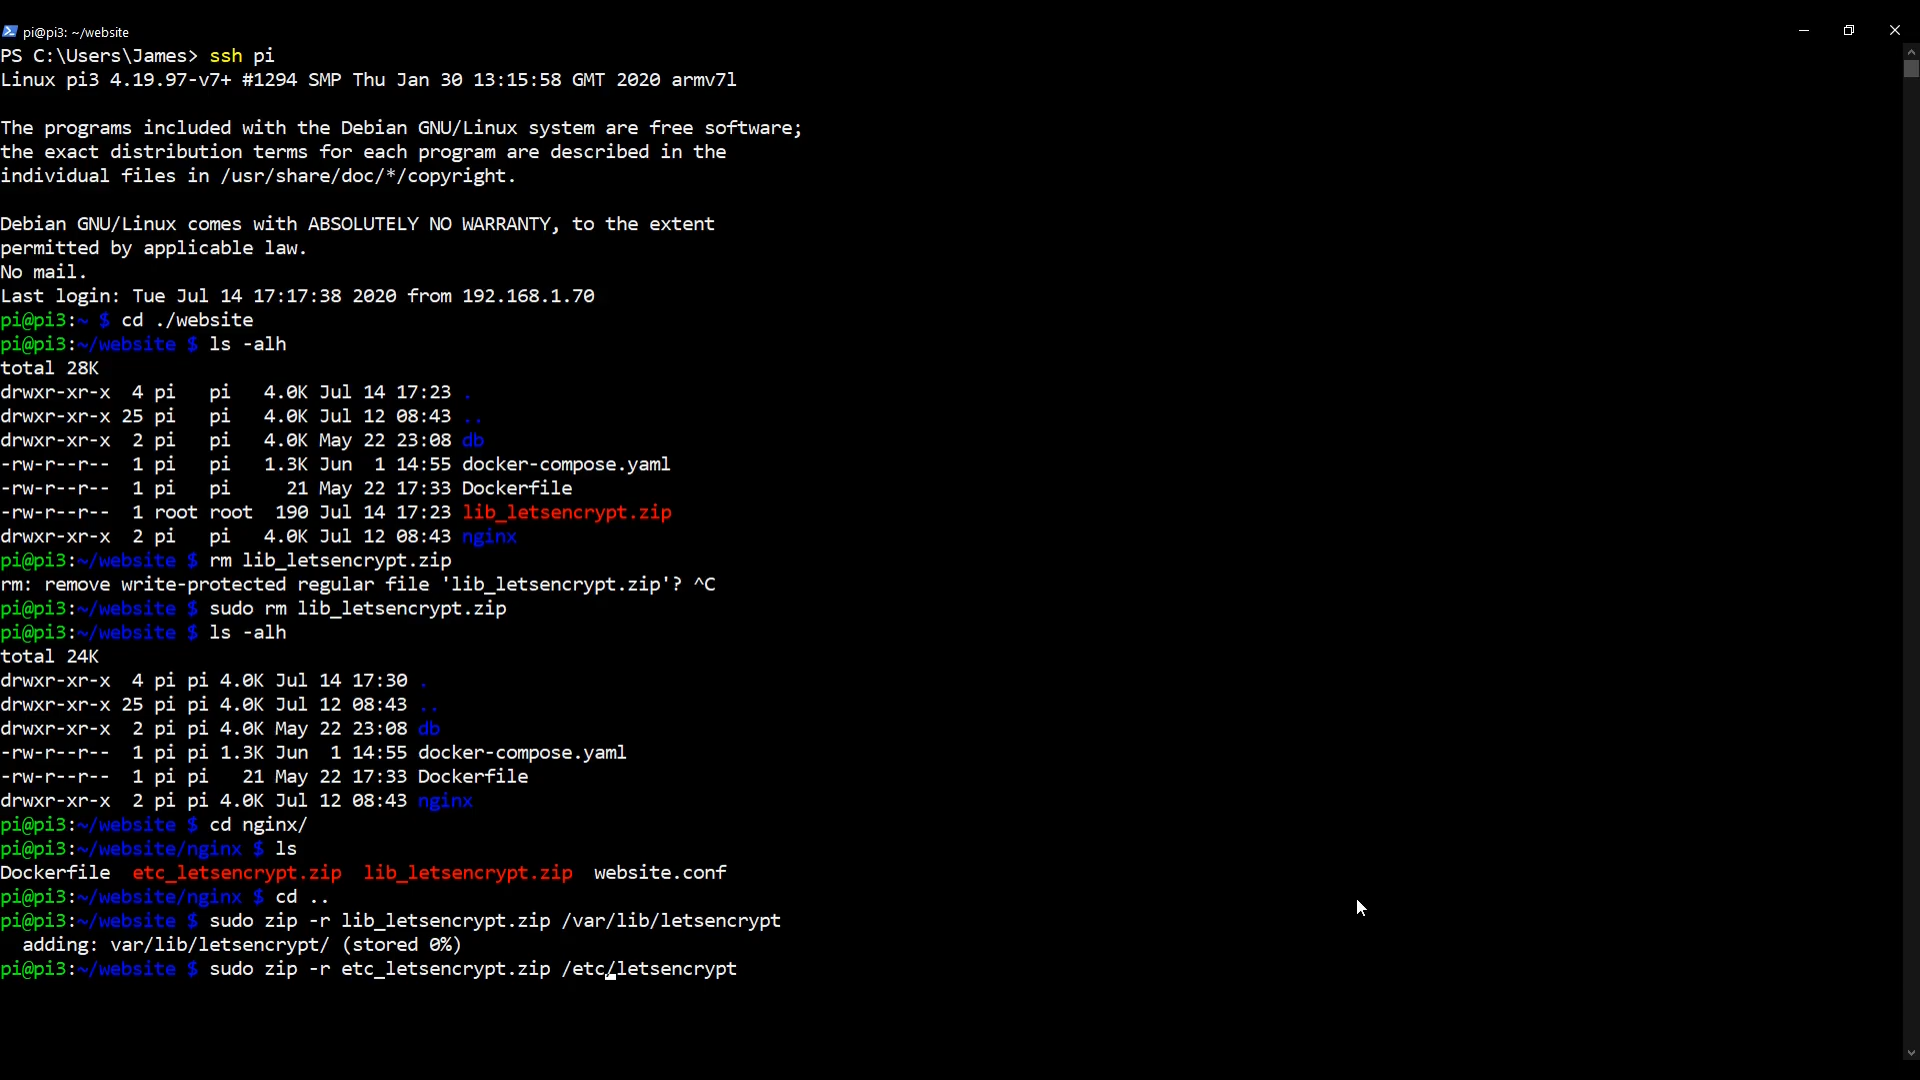 pi@pi3: ~/website
PS C:\Users\James> ssh pi
Linux pi3 4.19.97-v7+ #1294 SMP Thu Jan 30 13:15:58 GMT 2020 armv7l
The programs included with the Debian GNU/Linux system are free software;
the exact distribution terms for each program are described in the
individual files in /usr/share/doc/*/copyright.
Debian GNU/Linux comes with ABSOLUTELY NO WARRANTY, to the extent
permitted by applicable law.
No mail.
Last login: Tue Jul 14 17:17:38 2020 from 192.168.1.70
pi@pi3:~ $ cd ./website
pi@pi3:~/website $ ls -alh
total 28K
drwxr-xr-x  4 pi   pi   4.0K Jul 14 17:23 .
drwxr-xr-x 25 pi   pi   4.0K Jul 12 08:43 ..
drwxr-xr-x  2 pi   pi   4.0K May 22 23:08 db
-rw-r--r--  1 pi   pi   1.3K Jun  1 14:55 docker-compose.yaml
-rw-r--r--  1 pi   pi     21 May 22 17:33 Dockerfile
-rw-r--r--  1 root root  190 Jul 14 17:23 lib_letsencrypt.zip
drwxr-xr-x  2 pi   pi   4.0K Jul 12 08:43 nginx
pi@pi3:~/website $ rm lib_letsencrypt.zip
rm: remove write-protected regular file 'lib_letsencrypt.zip'? ^C
pi@pi3:~/website $ sudo rm lib_letsencrypt.zip
pi@pi3:~/website $ ls -alh
total 24K
drwxr-xr-x  4 pi pi 4.0K Jul 14 17:30 .
drwxr-xr-x 25 pi pi 4.0K Jul 12 08:43 ..
drwxr-xr-x  2 pi pi 4.0K May 22 23:08 db
-rw-r--r--  1 pi pi 1.3K Jun  1 14:55 docker-compose.yaml
-rw-r--r--  1 pi pi   21 May 22 17:33 Dockerfile
drwxr-xr-x  2 pi pi 4.0K Jul 12 08:43 nginx
pi@pi3:~/website $ cd nginx/
pi@pi3:~/website/nginx $ ls
Dockerfile  etc_letsencrypt.zip  lib_letsencrypt.zip  website.conf
pi@pi3:~/website/nginx $ cd ..
pi@pi3:~/website $ sudo zip -r lib_letsencrypt.zip /var/lib/letsencrypt
  adding: var/lib/letsencrypt/ (stored 0%)
pi@pi3:~/website $ sudo zip -r etc_letsencrypt.zip /etc/letsencrypt